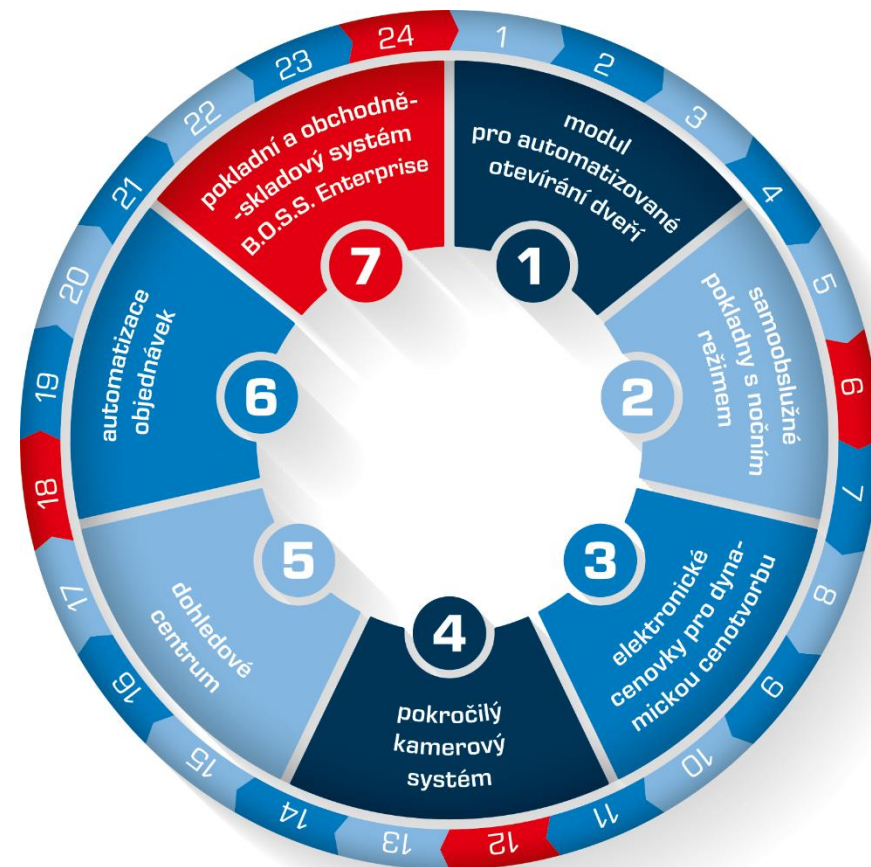 24
1
2
3
4
5
6
7
8
9
10
11
12
13
14
15
16
17
18
19
20
21
22
23
modul
pro automatizované
otevírání dveří
1
samoobslužné
pokladny s nočním
režimem
2
elektronické
cenovky pro dyna-
mickou cenotvorbu
3
4
pokročilý
kamerový
systém
5
dohledové
centrum
6
automatizace
objednávek
pokladní a obchodně-
-skladový systém
B.O.S.S. Enterprise
7